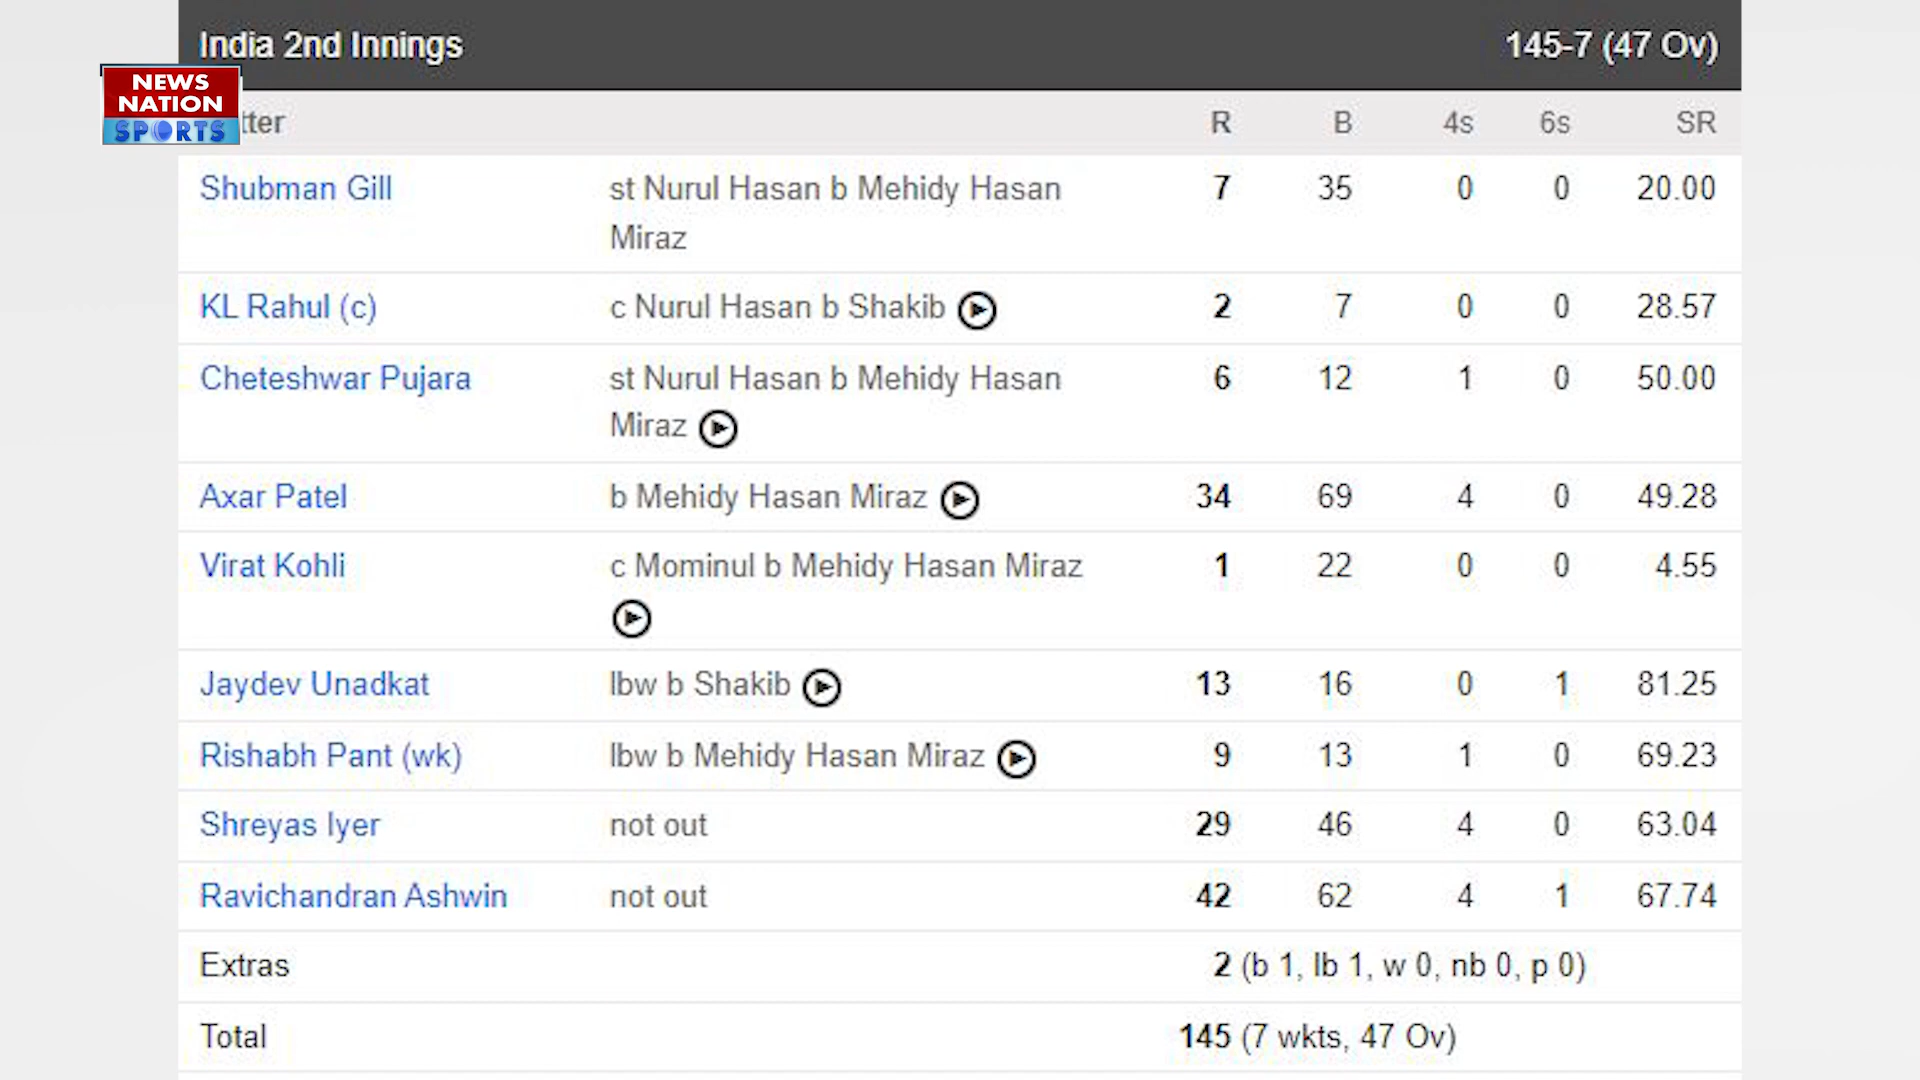 India 2nd Innings 145-7 (47 Ov)
NEWS
NATION
SPORTS
tter R B 4s 6s SR
Shubman Gill st Nurul Hasan b Mehidy Hasan 7 35 0 0 20.00
Miraz
KL Rahul (c) c Nurul Hasan b Shakib 2 7 0 0 28.57
Cheteshwar Pujara st Nurul Hasan b Mehidy Hasan 6 12 1 0 50.00
Miraz
Axar Patel b Mehidy Hasan Miraz 34 69 4 0 49.28
Virat Kohli c Mominul b Mehidy Hasan Miraz 1 22 0 0 4.55
Jaydev Unadkat lbw b Shakib 13 16 0 1 81.25
Rishabh Pant (wk) lbw b Mehidy Hasan Miraz 9 13 1 0 69.23
Shreyas Iyer not out 29 46 4 0 63.04
Ravichandran Ashwin not out 42 62 4 1 67.74
Extras 2 (b 1, lb 1, w 0, nb 0, p 0)
Total 145 (7 wkts, 47 Ov)